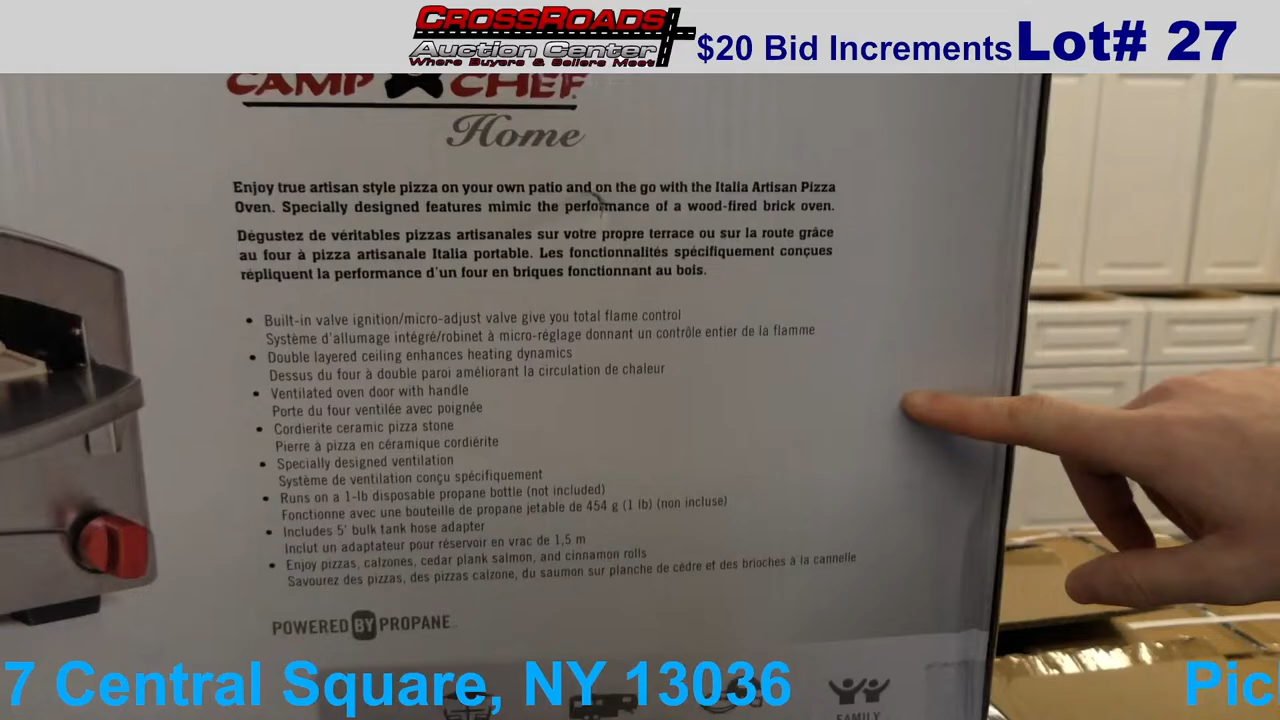 CROSSROADS
Auction Center
Where Buyers & Sellers Meet
$20 Bid Increments Lot# 27
CAMP CHEF
Home
Enjoy true artisan style pizza on your own patio and on the go with the Italia Artisan Pizza
Oven. Specially designed features mimic the performance of a wood-fired brick oven.
Dégustez de véritables pizzas artisanales sur votre propre terrace ou sur la route grâce
au four à pizza artisanale Italia portable. Les fonctionnalités spécifiquement conçues
répliquent la performance d'un four en briques fonctionnant au bois.
• Built-in valve ignition/micro-adjust valve give you total flame control
Système d'allumage intégré/robinet à micro-réglage donnant un contrôle entier de la flamme
• Double layered ceiling enhances heating dynamics
Dessus du four à double paroi améliorant la circulation de chaleur
• Ventilated oven door with handle
Porte du four ventilée avec poignée
• Cordierite ceramic pizza stone
Pierre à pizza en céramique cordiérite
• Specially designed ventilation
Système de ventilation conçu spécifiquement
• Runs on a 1-lb disposable propane bottle (not included)
Fonctionne avec une bouteille de propane jetable de 454 g (1 lb) (non incluse)
• Includes 5' bulk tank hose adapter
Inclut un adaptateur pour réservoir en vrac de 1,5 m
• Enjoy pizzas, calzones, cedar plank salmon, and cinnamon rolls
Savourez des pizzas, des pizzas calzone, du saumon sur planche de cèdre et des brioches à la cannelle
POWERED BY PROPANE
7 Central Square, NY 13036 Pic
FAMILY